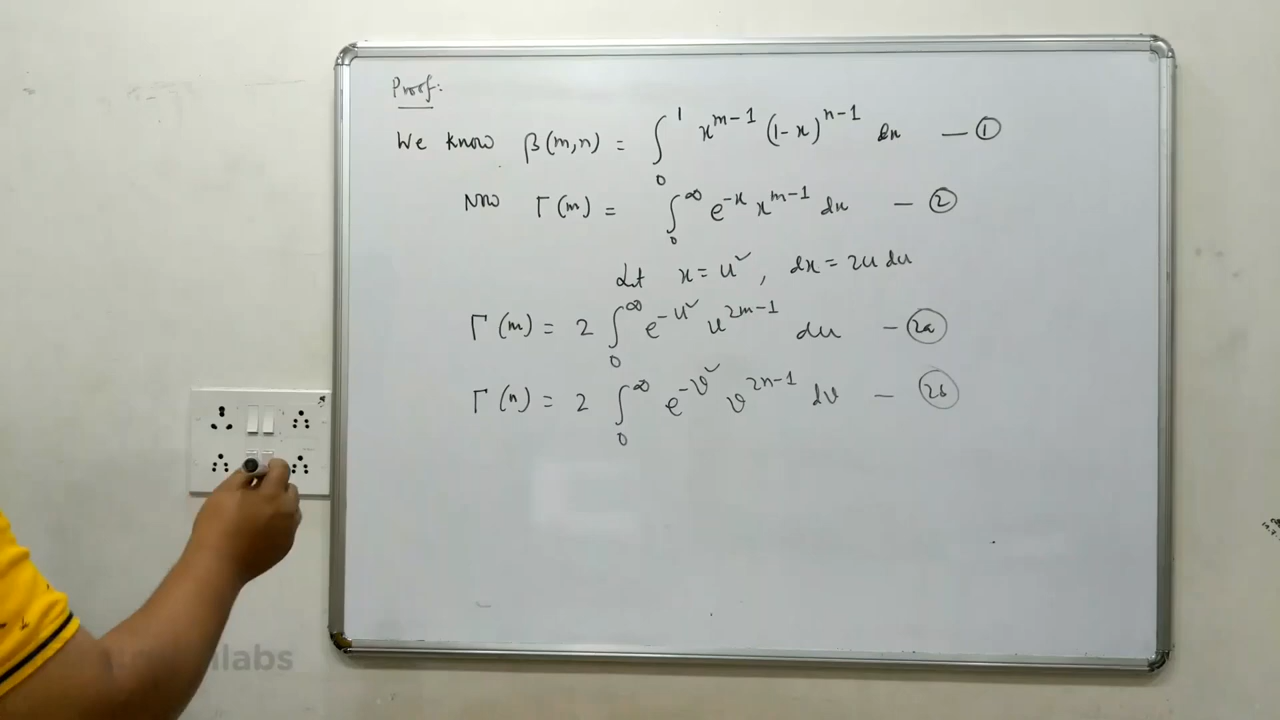 Proof:
We know β(m,n) = ∫₀¹ x^{m-1} (1-x)^{n-1} dx — ①
Now Γ(m) = ∫₀^∞ e^{-x} x^{m-1} dx — ②
Let x = u², dx = 2u du
Γ(m) = 2 ∫₀^∞ e^{-u²} u^{2m-1} du — (2a)
Γ(n) = 2 ∫₀^∞ e^{-v²} v^{2n-1} dv — (2b)
labs